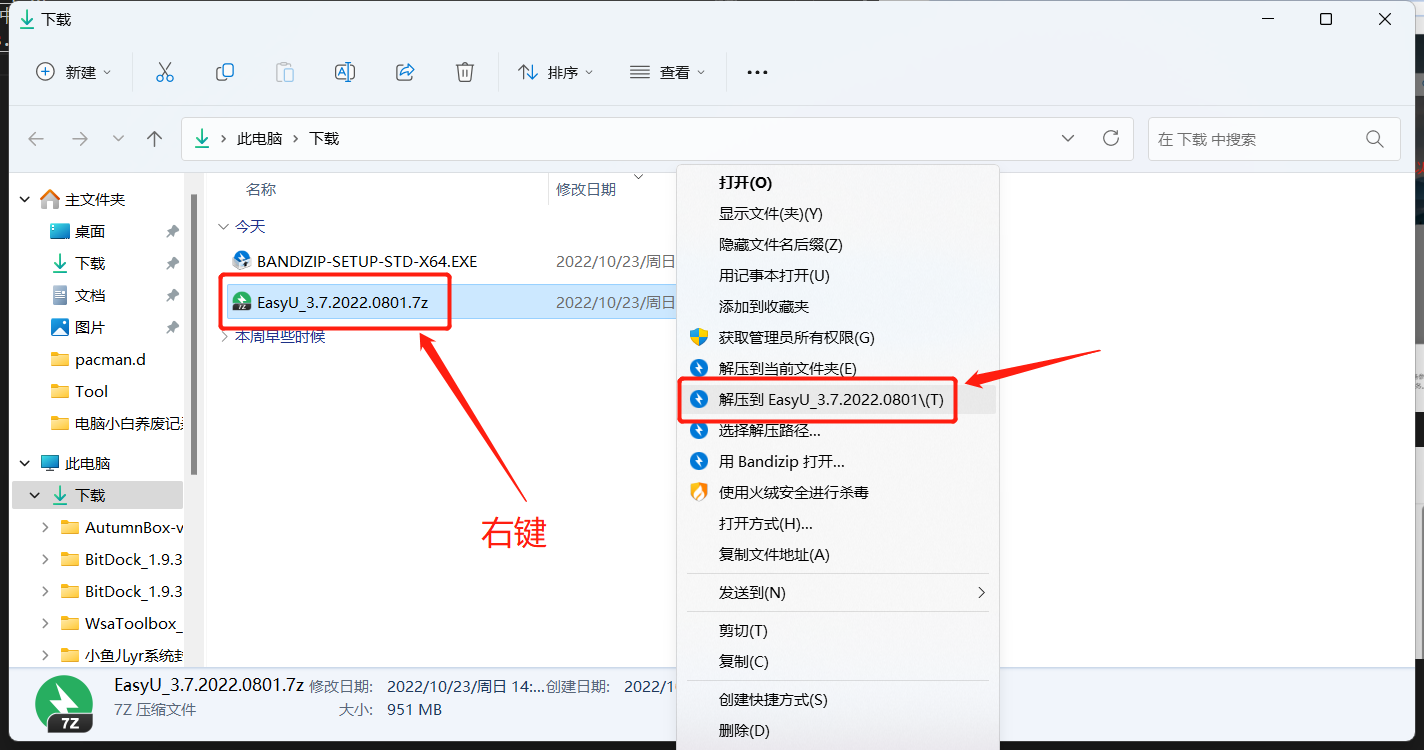 下载
新建
排序
查看
此电脑 › 下载
在 下载 中搜索
主文件夹
桌面
下载
文档
图片
pacman.d
Tool
电脑小白养废记
此电脑
下载
AutumnBox-v
BitDock_1.9.3
BitDock_1.9.3
WsaToolbox_
小鱼儿yr系统封
名称
修改日期
今天
BANDIZIP-SETUP-STD-X64.EXE 2022/10/23/周日
EasyU_3.7.2022.0801.7z 2022/10/23/周日
本周早些时候
右键
打开(O)
显示文件(夹)(Y)
隐藏文件名后缀(Z)
用记事本打开(U)
添加到收藏夹
获取管理员所有权限(G)
解压到当前文件夹(E)
解压到 EasyU_3.7.2022.0801\(T)
选择解压路径...
用 Bandizip 打开...
使用火绒安全进行杀毒
打开方式(H)...
复制文件地址(A)
发送到(N)
剪切(T)
复制(C)
创建快捷方式(S)
删除(D)
EasyU_3.7.2022.0801.7z 修改日期: 2022/10/23/周日 14:... 创建日期: 2022/1
7Z 压缩文件 大小: 951 MB
7Z